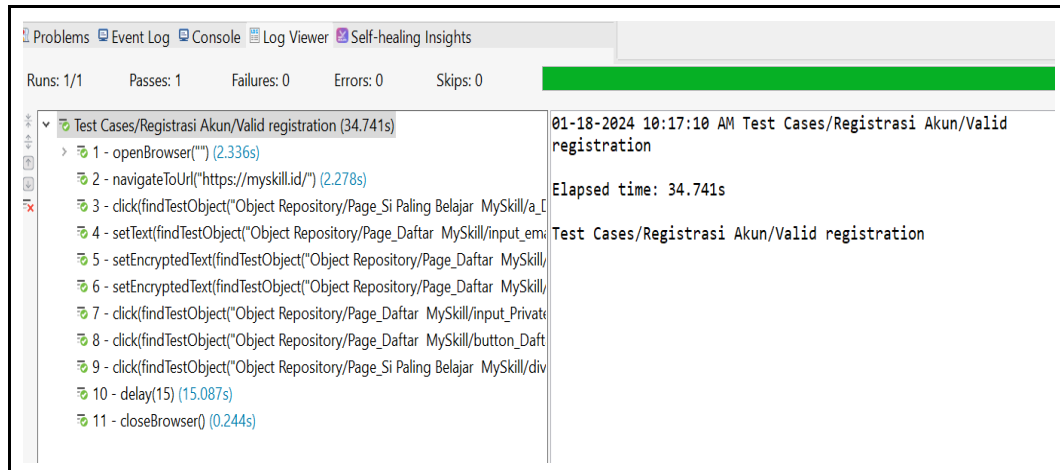 Problems Event Log Console Log Viewer Self-healing Insights
Runs: 1/1 Passes: 1 Failures: 0 Errors: 0 Skips: 0
Test Cases/Registrasi Akun/Valid registration (34.741s)
1 - openBrowser("") (2.336s)
2 - navigateToUrl("https://myskill.id/") (2.278s)
3 - click(findTestObject("Object Repository/Page_Si Paling Belajar MySkill/a_D
4 - setText(findTestObject("Object Repository/Page_Daftar MySkill/input_ema
5 - setEncryptedText(findTestObject("Object Repository/Page_Daftar MySkill/
6 - setEncryptedText(findTestObject("Object Repository/Page_Daftar MySkill/
7 - click(findTestObject("Object Repository/Page_Daftar MySkill/input_Private
8 - click(findTestObject("Object Repository/Page_Daftar MySkill/button_Daft
9 - click(findTestObject("Object Repository/Page_Si Paling Belajar MySkill/div
10 - delay(15) (15.087s)
11 - closeBrowser() (0.244s)
01-18-2024 10:17:10 AM Test Cases/Registrasi Akun/Valid
registration
Elapsed time: 34.741s
Test Cases/Registrasi Akun/Valid registration